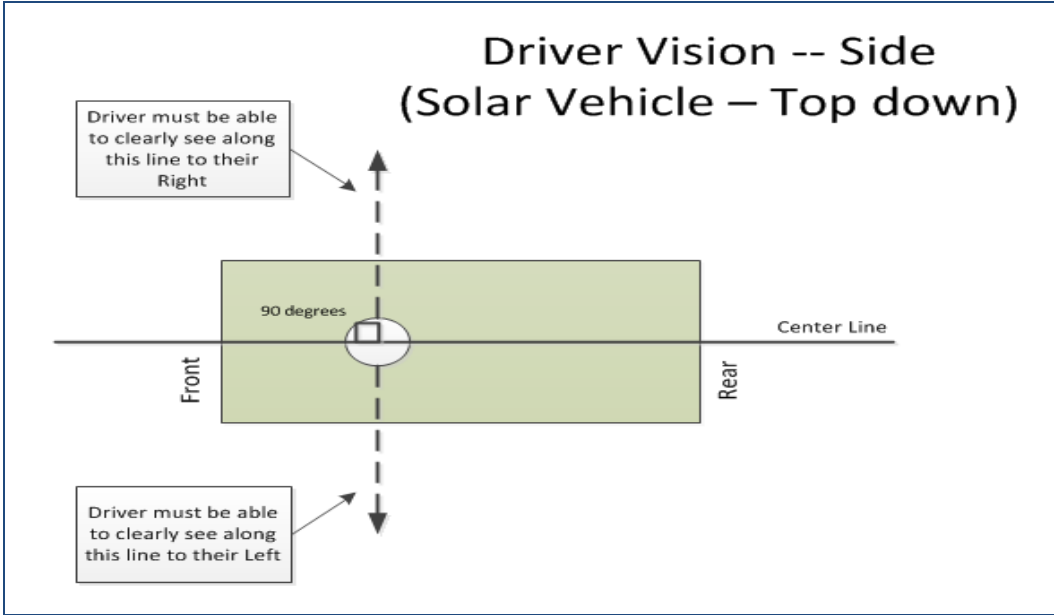 Driver Vision -- Side
(Solar Vehicle – Top down)
Driver must be able
to clearly see along
this line to their
Right
90 degrees
Center Line
Front
Rear
Driver must be able
to clearly see along
this line to their Left